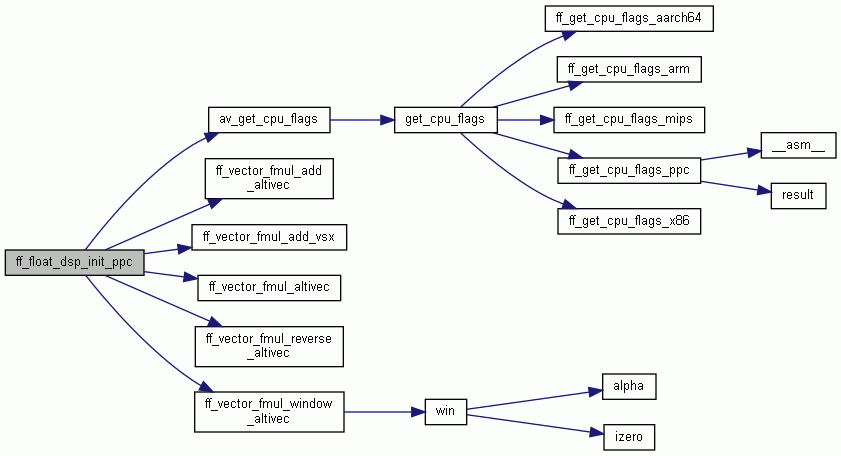 ff_float_dsp_init_ppc
av_get_cpu_flags
ff_vector_fmul_add
_altivec
ff_vector_fmul_add_vsx
ff_vector_fmul_altivec
ff_vector_fmul_reverse
_altivec
ff_vector_fmul_window
_altivec
get_cpu_flags
win
ff_get_cpu_flags_aarch64
ff_get_cpu_flags_arm
ff_get_cpu_flags_mips
ff_get_cpu_flags_ppc
ff_get_cpu_flags_x86
alpha
izero
__asm__
result